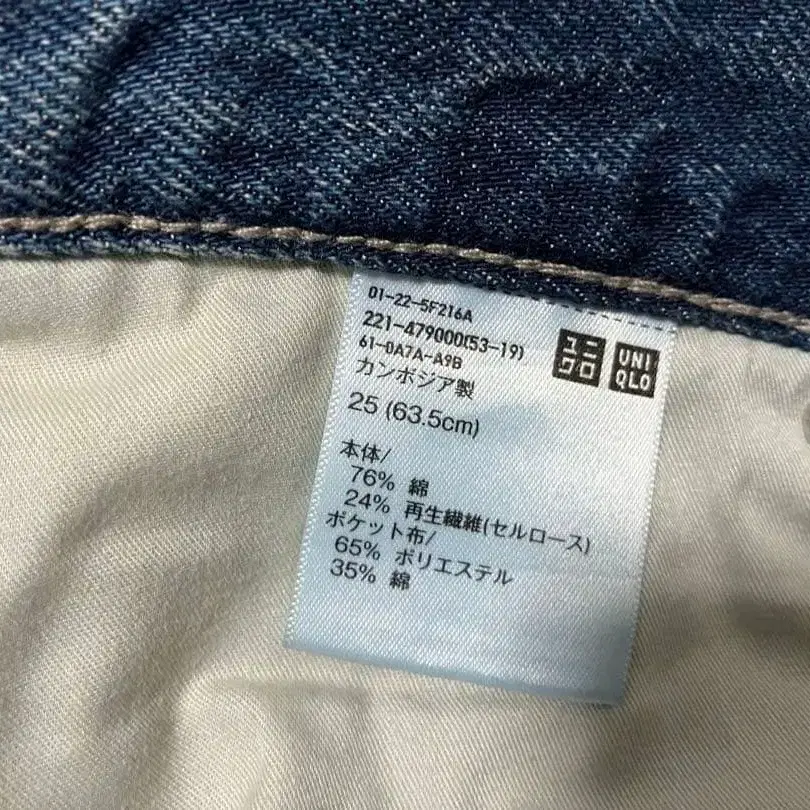 01-22-5F216A
221-479000(53-19)
61-0A7A-A9B
カンボジア製
25 (63.5cm)
ユニ
クロ
UNI
QLO
本体/
76% 綿
24% 再生繊維(セルロース)
ポケット布/
65% ポリエステル
35% 綿